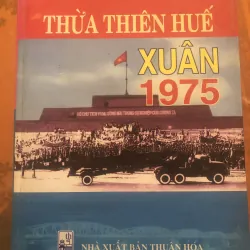 THỪA THIÊN HUẾ
XUÂN
1975
NHÀ XUẤT BẢN THUẬN HÓA